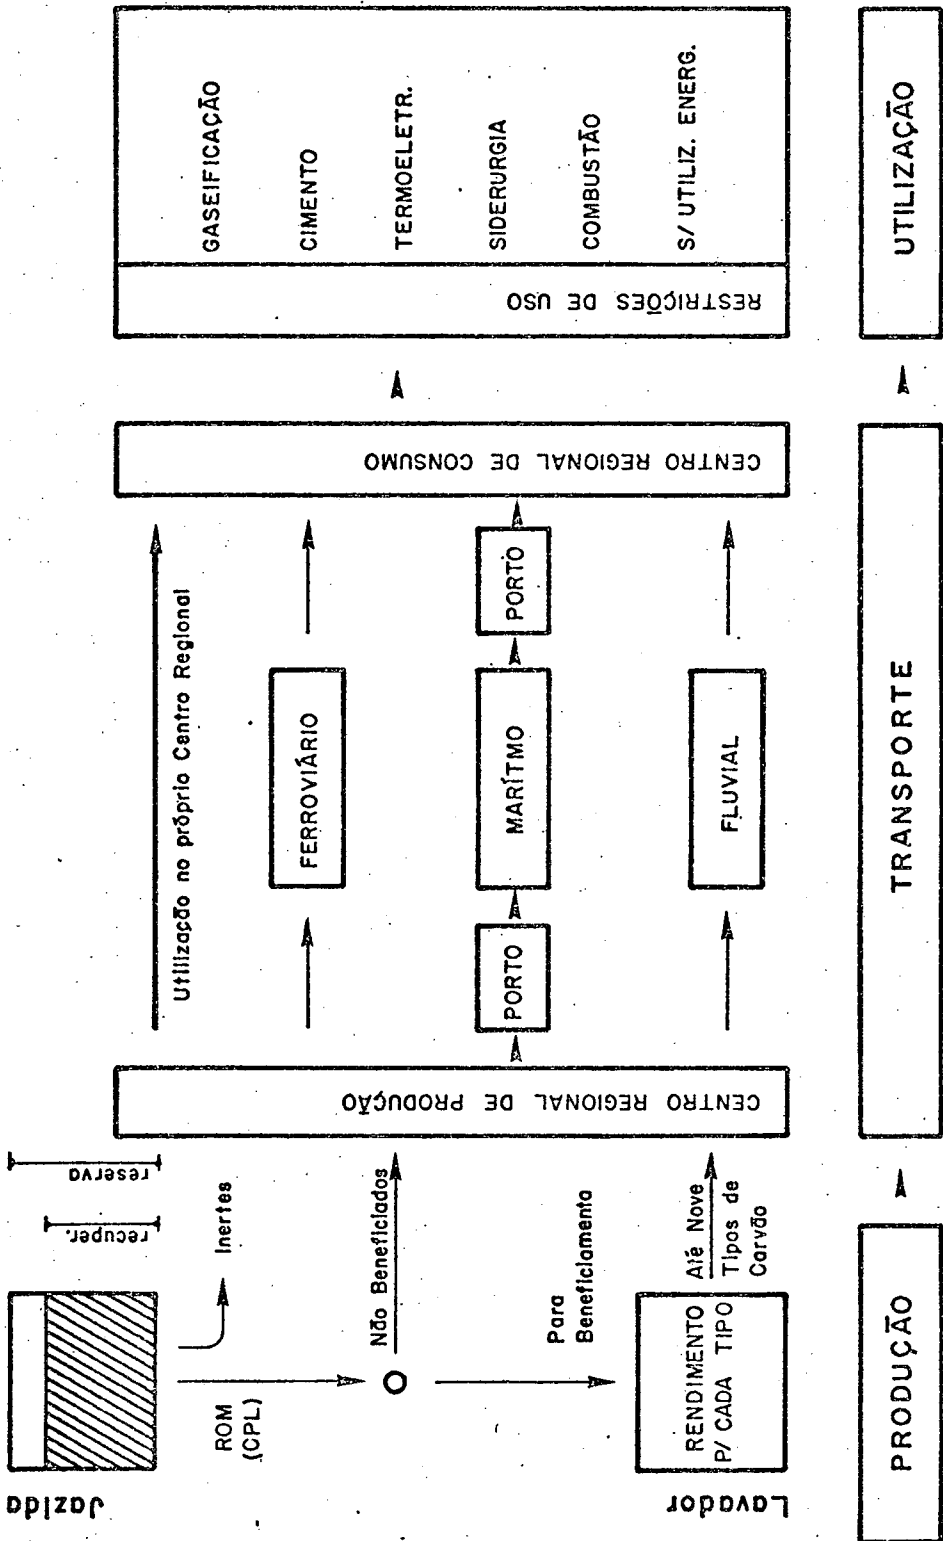 Jazida
recuper.
reserva
Inertes
ROM
(CPL)
Não Beneficiados
Para
Beneficiamento
Lavador
RENDIMENTO
P/ CADA TIPO
Até Nove
Tipos de
Carvão
CENTRO REGIONAL DE PRODUÇÃO
Utilização no próprio Centro Regional
FERROVIÁRIO
PORTO
MARÍTMO
PORTO
FLUVIAL
CENTRO REGIONAL DE CONSUMO
RESTRIÇÕES DE USO
GASEIFICAÇÃO
CIMENTO
TERMOELETR.
SIDERURGIA
COMBUSTÃO
S/ UTILIZ. ENERG.
PRODUÇÃO
TRANSPORTE
UTILIZAÇÃO